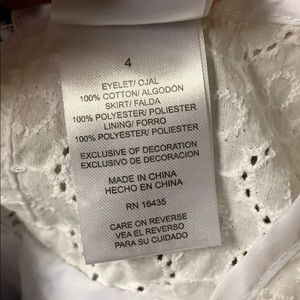 4
EYELET/ OJAL
100% COTTON/ ALGODÓN
SKIRT/ FALDA
100% POLYESTER/ POLIESTER
LINING/ FORRO
100% POLYESTER/ POLIESTER
EXCLUSIVE OF DECORATION
EXCLUSIVO DE DECORACION
MADE IN CHINA
HECHO EN CHINA
RN 16435
CARE ON REVERSE
VEA EL REVERSO
PARA SU CUIDADO